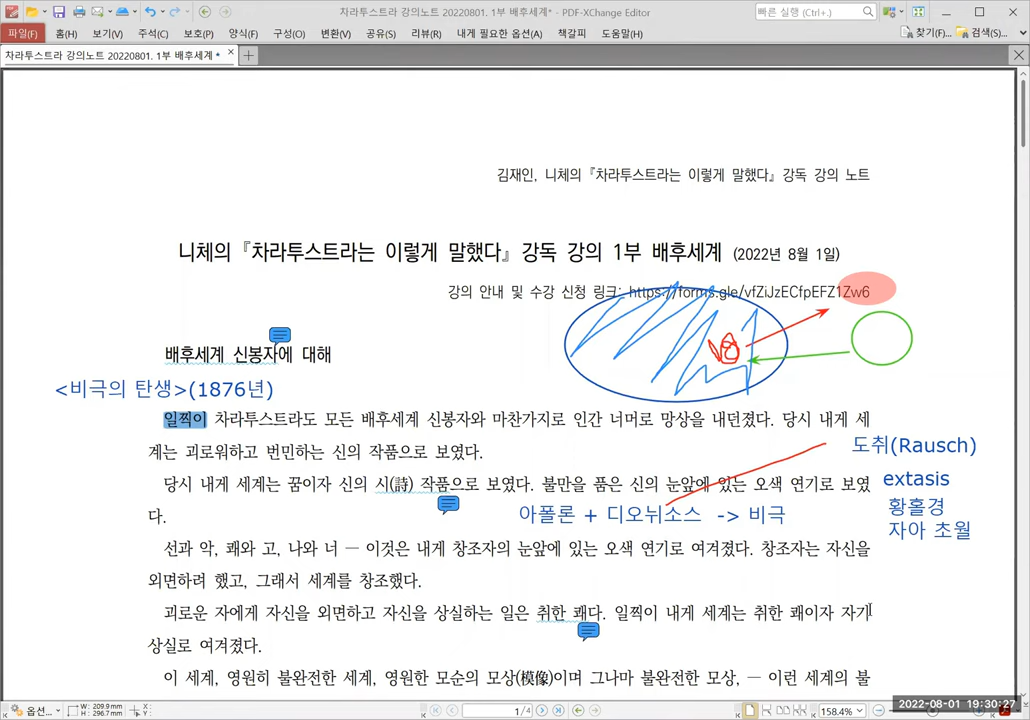 차라투스트라 강의노트 20220801. 1부 배후세계* - PDF-XChange Editor
빠른 실행 (Ctrl+.)
파일(F) 홈(H) 보기(V) 주석(C) 보호(P) 양식(F) 구성(O) 변환(V) 공유(S) 리뷰(R) 내게 필요한 옵션(A) 책갈피 도움말(H)
찾기(F)... 검색(S)...
차라투스트라 강의노트 20220801. 1부 배후세계 *
김재인, 니체의 『차라투스트라는 이렇게 말했다』 강독 강의 노트
니체의 『차라투스트라는 이렇게 말했다』 강독 강의 1부 배후세계 (2022년 8월 1일)
강의 안내 및 수강 신청 링크: https://forms.gle/vfZiJzECfpEFZ1Zw6
배후세계 신봉자에 대해
<비극의 탄생>(1876년)
일찍이 차라투스트라도 모든 배후세계 신봉자와 마찬가지로 인간 너머로 망상을 내던졌다. 당시 내게 세
계는 괴로워하고 번민하는 신의 작품으로 보였다.
도취(Rausch)
당시 내게 세계는 꿈이자 신의 시(詩) 작품으로 보였다. 불만을 품은 신의 눈앞에 있는 오색 연기로 보였
다.
extasis
황홀경
자아 초월
아폴론 + 디오뉘소스 -> 비극
선과 악, 쾌와 고, 나와 너 ― 이것은 내게 창조자의 눈앞에 있는 오색 연기로 여겨졌다. 창조자는 자신을
외면하려 했고, 그래서 세계를 창조했다.
괴로운 자에게 자신을 외면하고 자신을 상실하는 일은 취한 쾌다. 일찍이 내게 세계는 취한 쾌이자 자기
상실로 여겨졌다.
이 세계, 영원히 불완전한 세계, 영원한 모순의 모상(模像)이며 그나마 불완전한 모상, ― 이런 세계의 불
옵션... W: 209.9mm H: 296.7mm X: Y: 1/4 158.4%
2022-08-01 19:30:27